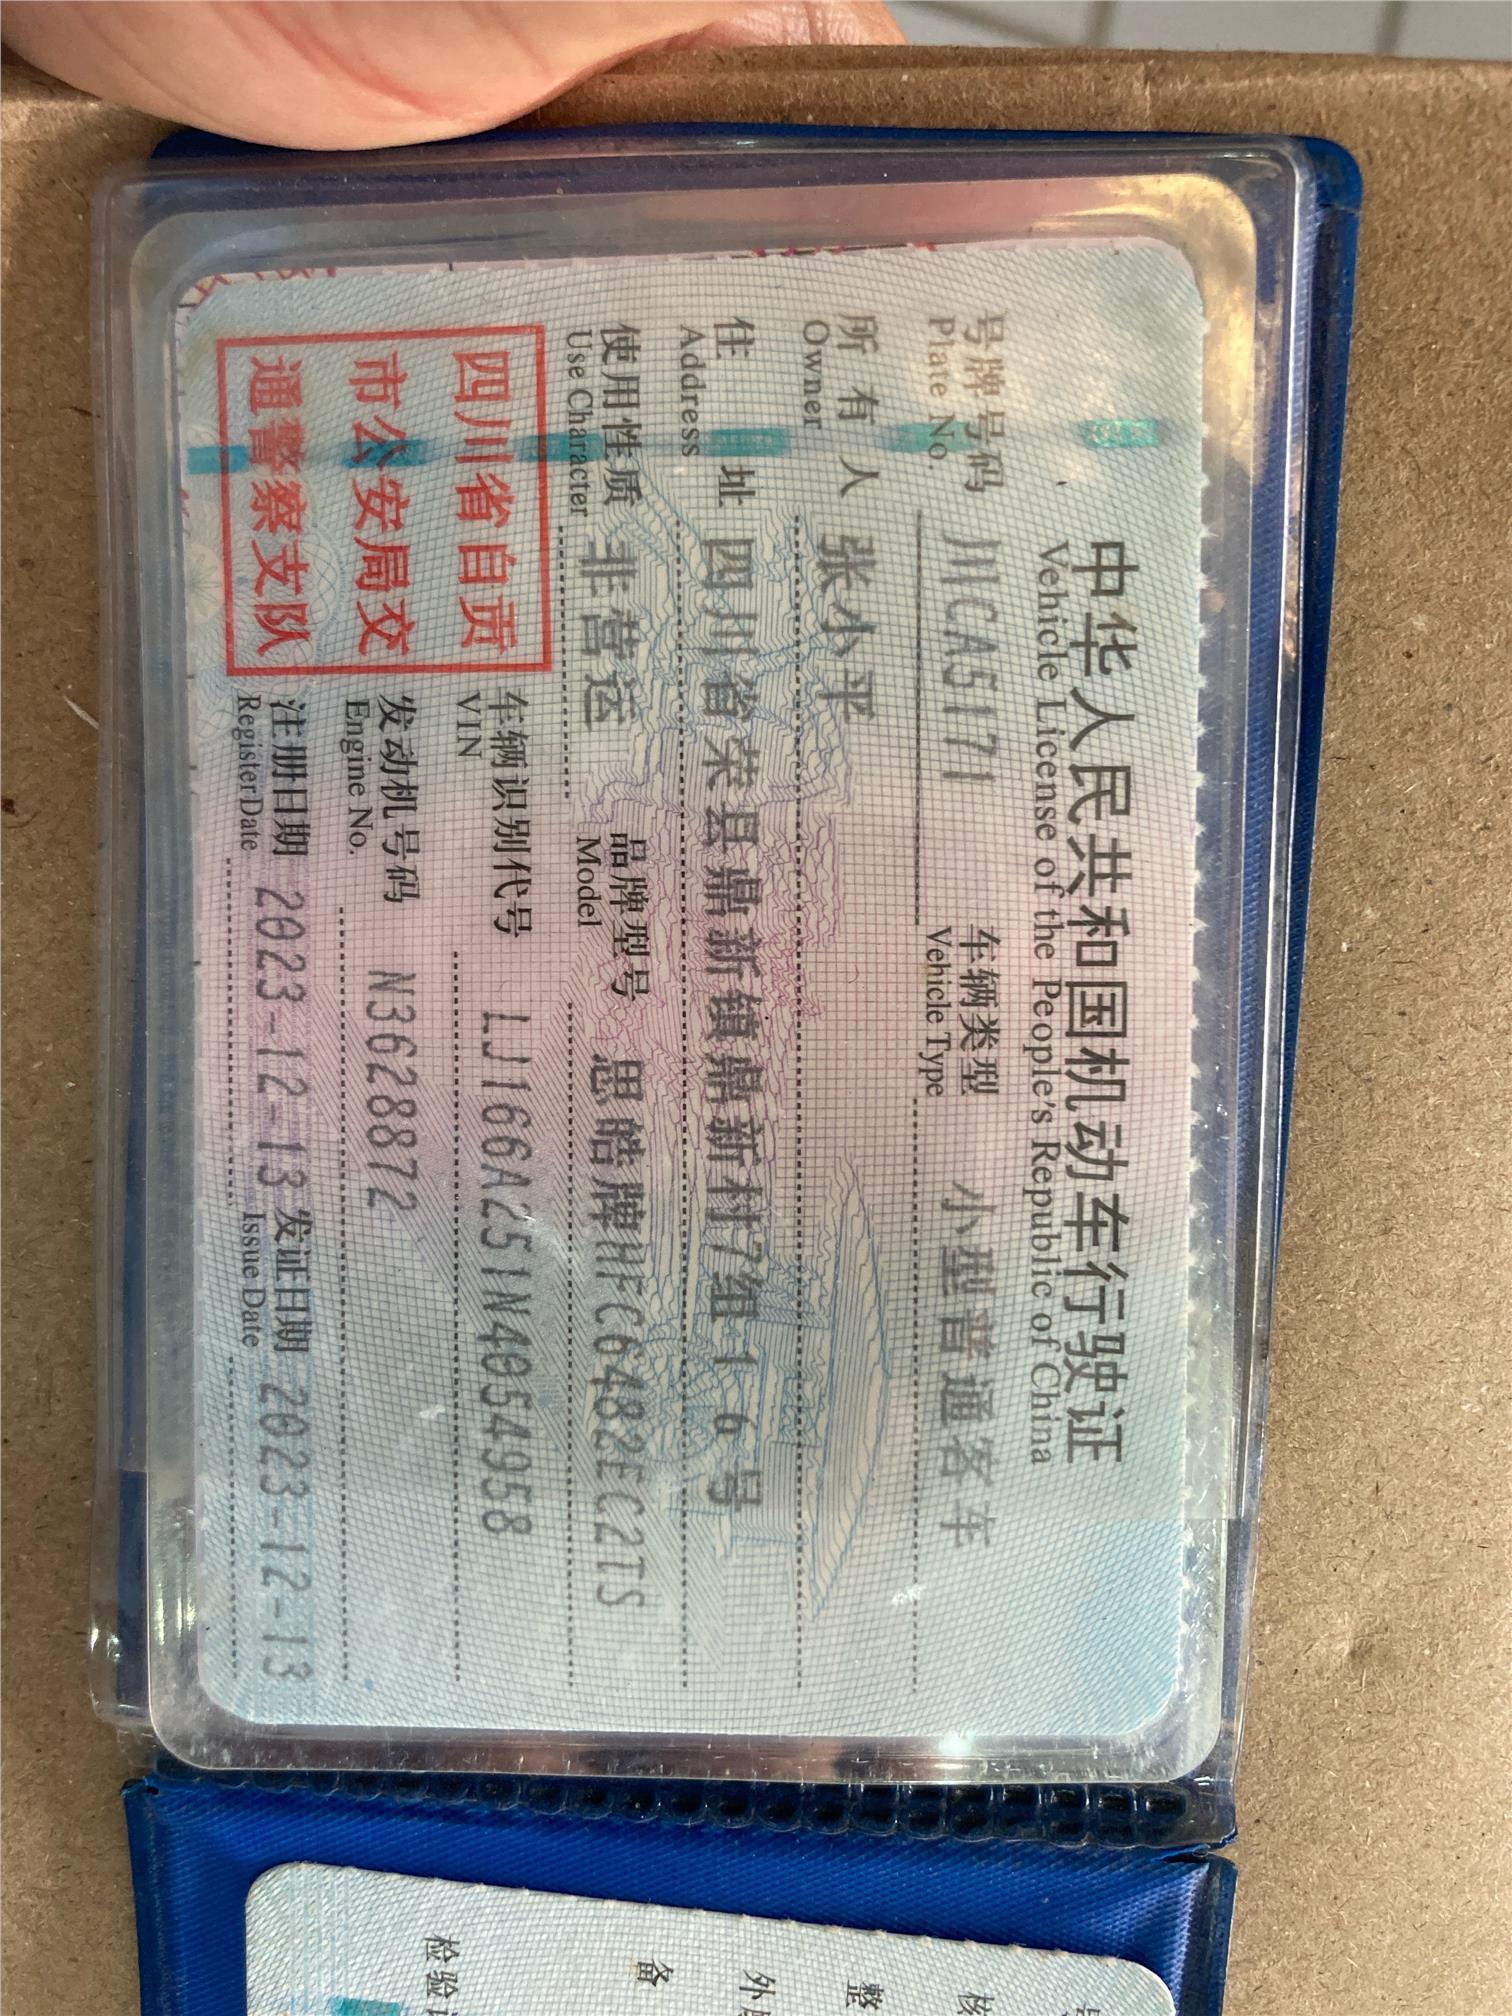 中华人民共和国机动车行驶证
Vehicle License of the People's Republic of China
号牌号码 川CA5171 车辆类型 小型普通客车
Plate No. Vehicle Type
所有人 张小平
Owner
住址 四川省荣县鼎新镇鼎新村7组16号
Address
使用性质 非营运 品牌型号 思皓牌HFC6482EC2TS
Use Character Model
四川省自贡
市公安局交
通警察支队
车辆识别代号 LJ166A251N4054958
VIN
发动机号码 N3628872
Engine No.
注册日期 2023-12-13 发证日期 2023-12-13
Register Date Issue Date
整
备
检验